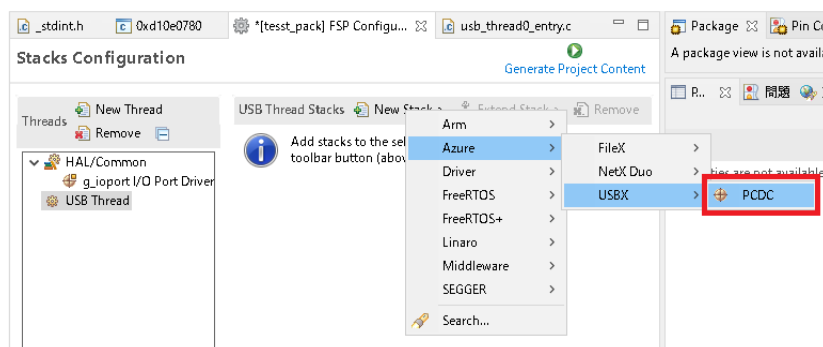 _stdint.h
0xd10e0780
*[tesst_pack] FSP Configu...
usb_thread0_entry.c
Package
Pin C
Stacks Configuration
Generate Project Content
A package view is not avail
P...
問題
Threads
New Thread
Remove
USB Thread Stacks
New Stack >
Extend Stack >
Remove
HAL/Common
g_ioport I/O Port Driver
USB Thread
Add stacks to the sel
toolbar button (abov
Arm
Azure
Driver
FreeRTOS
FreeRTOS+
Linaro
Middleware
SEGGER
Search...
FileX
NetX Duo
USBX
ties are not available
PCDC